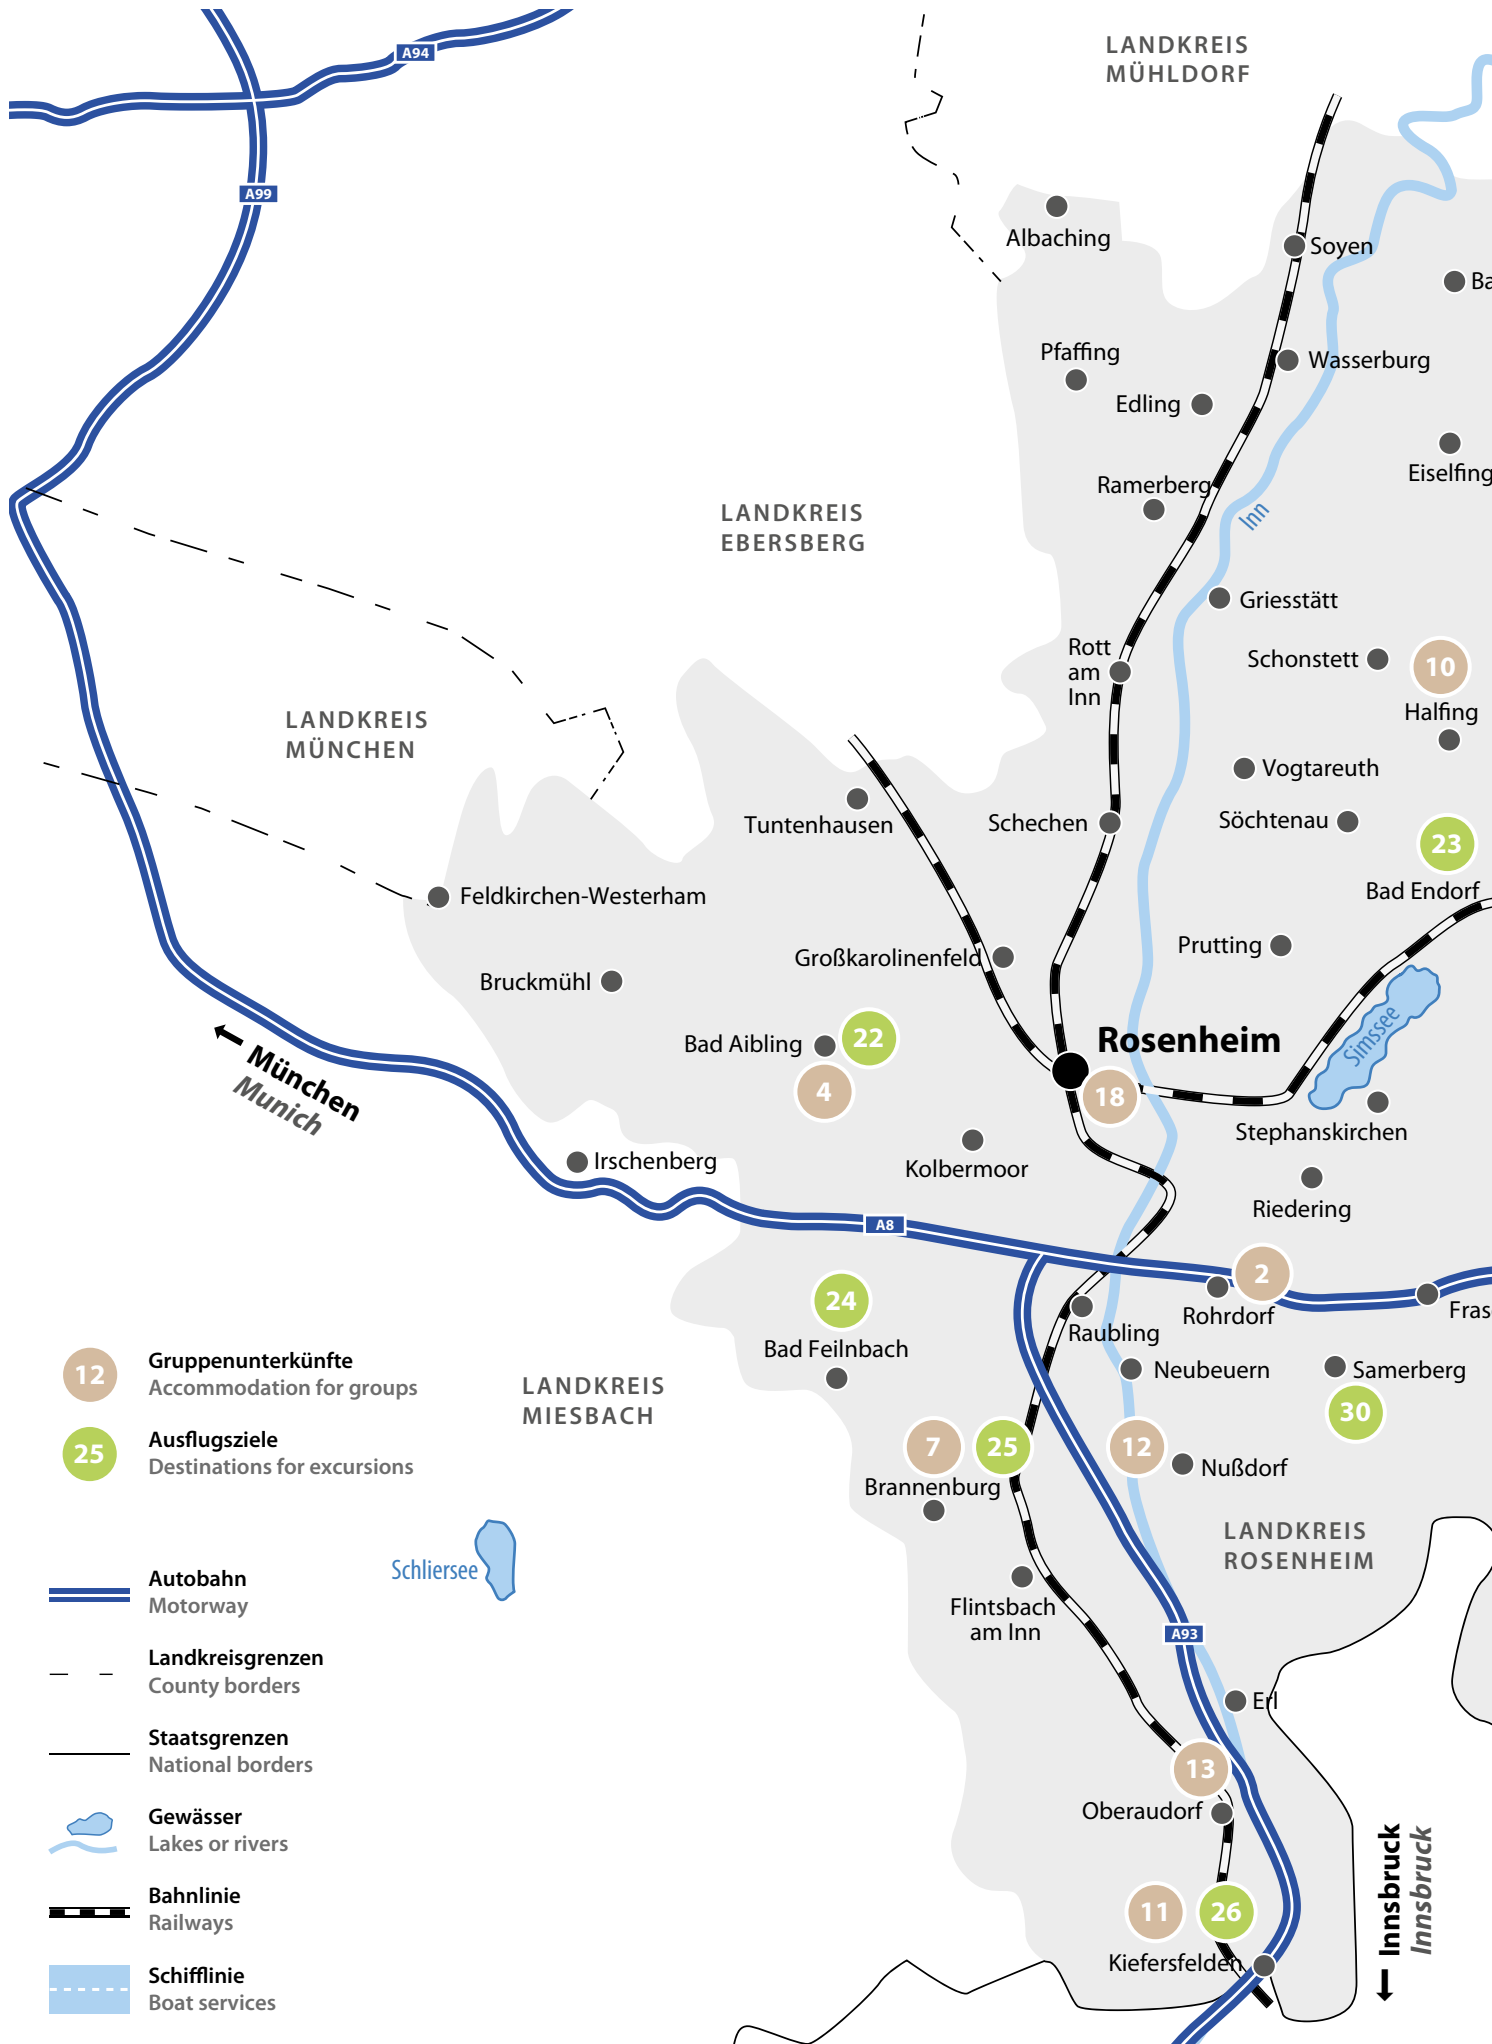 A94
LANDKREIS
MÜHLDORF
A99
Albaching
Soyen
Ba
Pfaffing
Wasserburg
Edling
Eiselfing
Ramerberg
LANDKREIS
EBERSBERG
Inn
Griesstätt
Rott
am
Inn
Schonstett
10
Halfing
LANDKREIS
MÜNCHEN
Vogtareuth
Tuntenhausen
Schechen
Söchtenau
23
Bad Endorf
Feldkirchen-Westerham
Großkarolinenfeld
Prutting
Bruckmühl
Simssee
Bad Aibling
22
Rosenheim
4
18
München
Munich
Stephanskirchen
Kolbermoor
Irschenberg
Riedering
A8
2
24
Rohrdorf
Fras
Raubling
Bad Feilnbach
Neubeuern
Samerberg
30
12
Gruppenunterkünfte
Accommodation for groups
LANDKREIS
MIESBACH
25
Ausflugsziele
Destinations for excursions
7
25
12
Nußdorf
Brannenburg
LANDKREIS
ROSENHEIM
Schliersee
Autobahn
Motorway
Flintsbach
am Inn
A93
Landkreisgrenzen
County borders
Erl
Staatsgrenzen
National borders
13
Oberaudorf
Gewässer
Lakes or rivers
Innsbruck
Innsbruck
Bahnlinie
Railways
11
26
Kiefersfelden
Schifflinie
Boat services